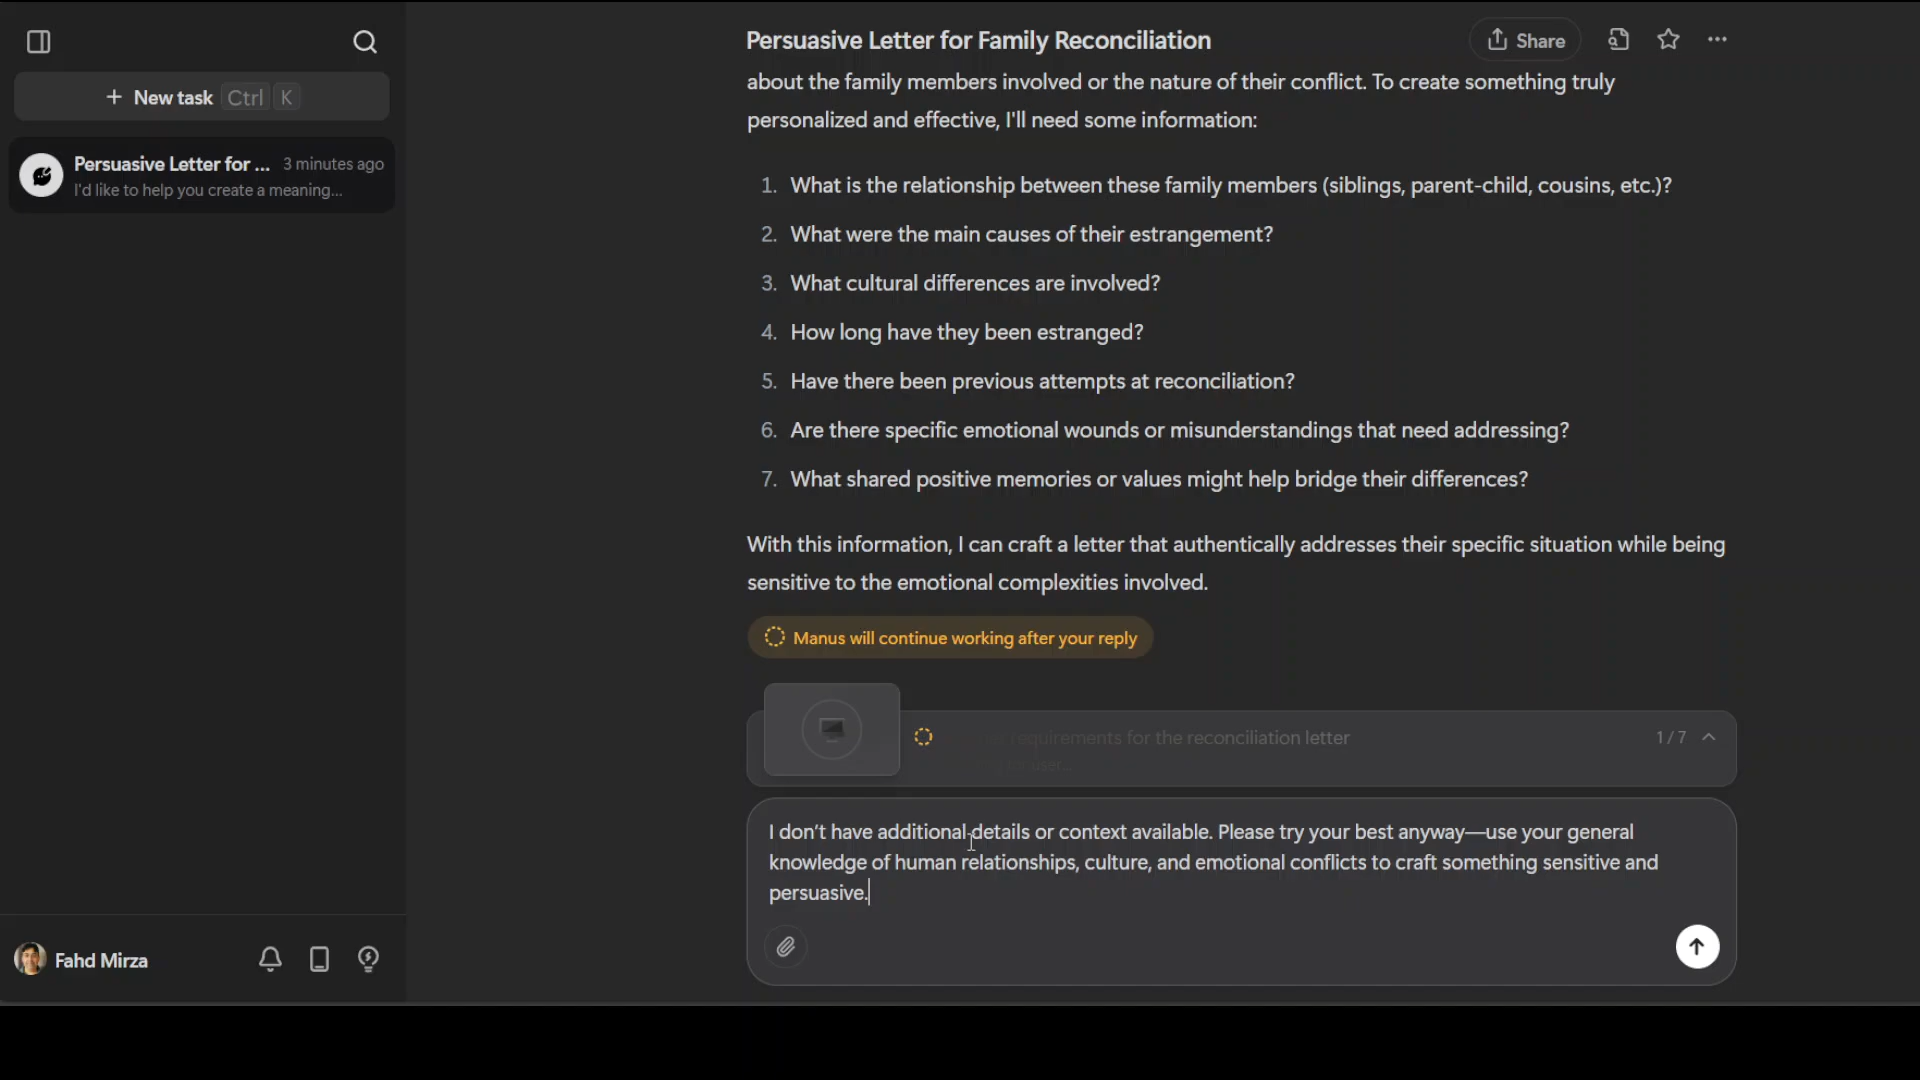 Persuasive Letter for Family Reconciliation
Share
New task Ctrl K
Persuasive Letter for ... 3 minutes ago
I'd like to help you create a meaning...
about the family members involved or the nature of their conflict. To create something truly
personalized and effective, I'll need some information:
1. What is the relationship between these family members (siblings, parent-child, cousins, etc.)?
2. What were the main causes of their estrangement?
3. What cultural differences are involved?
4. How long have they been estranged?
5. Have there been previous attempts at reconciliation?
6. Are there specific emotional wounds or misunderstandings that need addressing?
7. What shared positive memories or values might help bridge their differences?
With this information, I can craft a letter that authentically addresses their specific situation while being
sensitive to the emotional complexities involved.
Manus will continue working after your reply
requirements for the reconciliation letter 1 / 7
user...
I don't have additional details or context available. Please try your best anyway—use your general
knowledge of human relationships, culture, and emotional conflicts to craft something sensitive and
persuasive.
Fahd Mirza